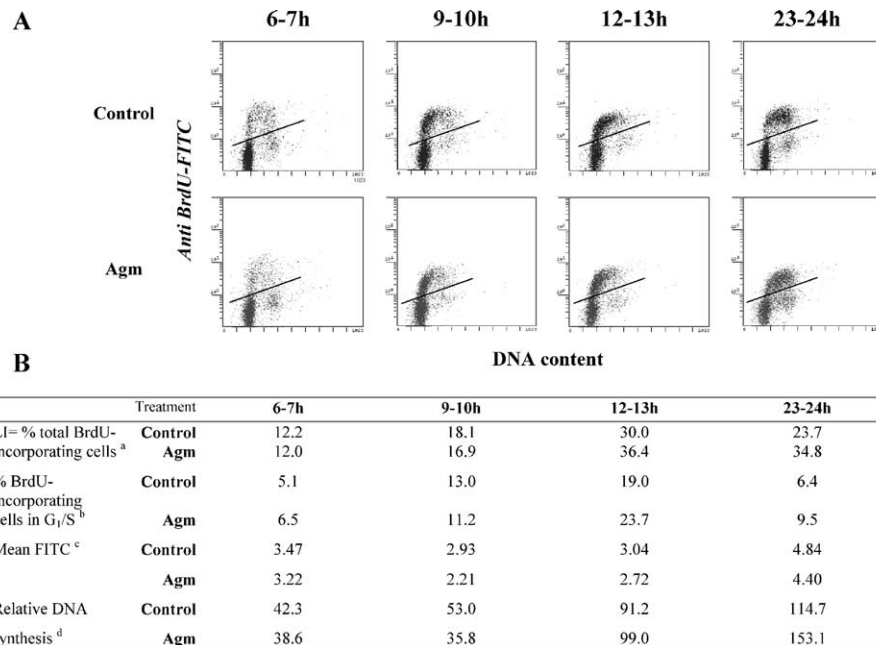 A
6-7h 9-10h 12-13h 23-24h
Control
Agm
Anti BrdU-FITC
DNA content
B
Treatment 6-7h 9-10h 12-13h 23-24h
LI= % total BrdU- Control 12.2 18.1 30.0 23.7
incorporating cells a Agm 12.0 16.9 36.4 34.8
% BrdU- Control 5.1 13.0 19.0 6.4
incorporating
cells in G1/S b Agm 6.5 11.2 23.7 9.5
Mean FITC c Control 3.47 2.93 3.04 4.84
Agm 3.22 2.21 2.72 4.40
Relative DNA Control 42.3 53.0 91.2 114.7
synthesis d Agm 38.6 35.8 99.0 153.1